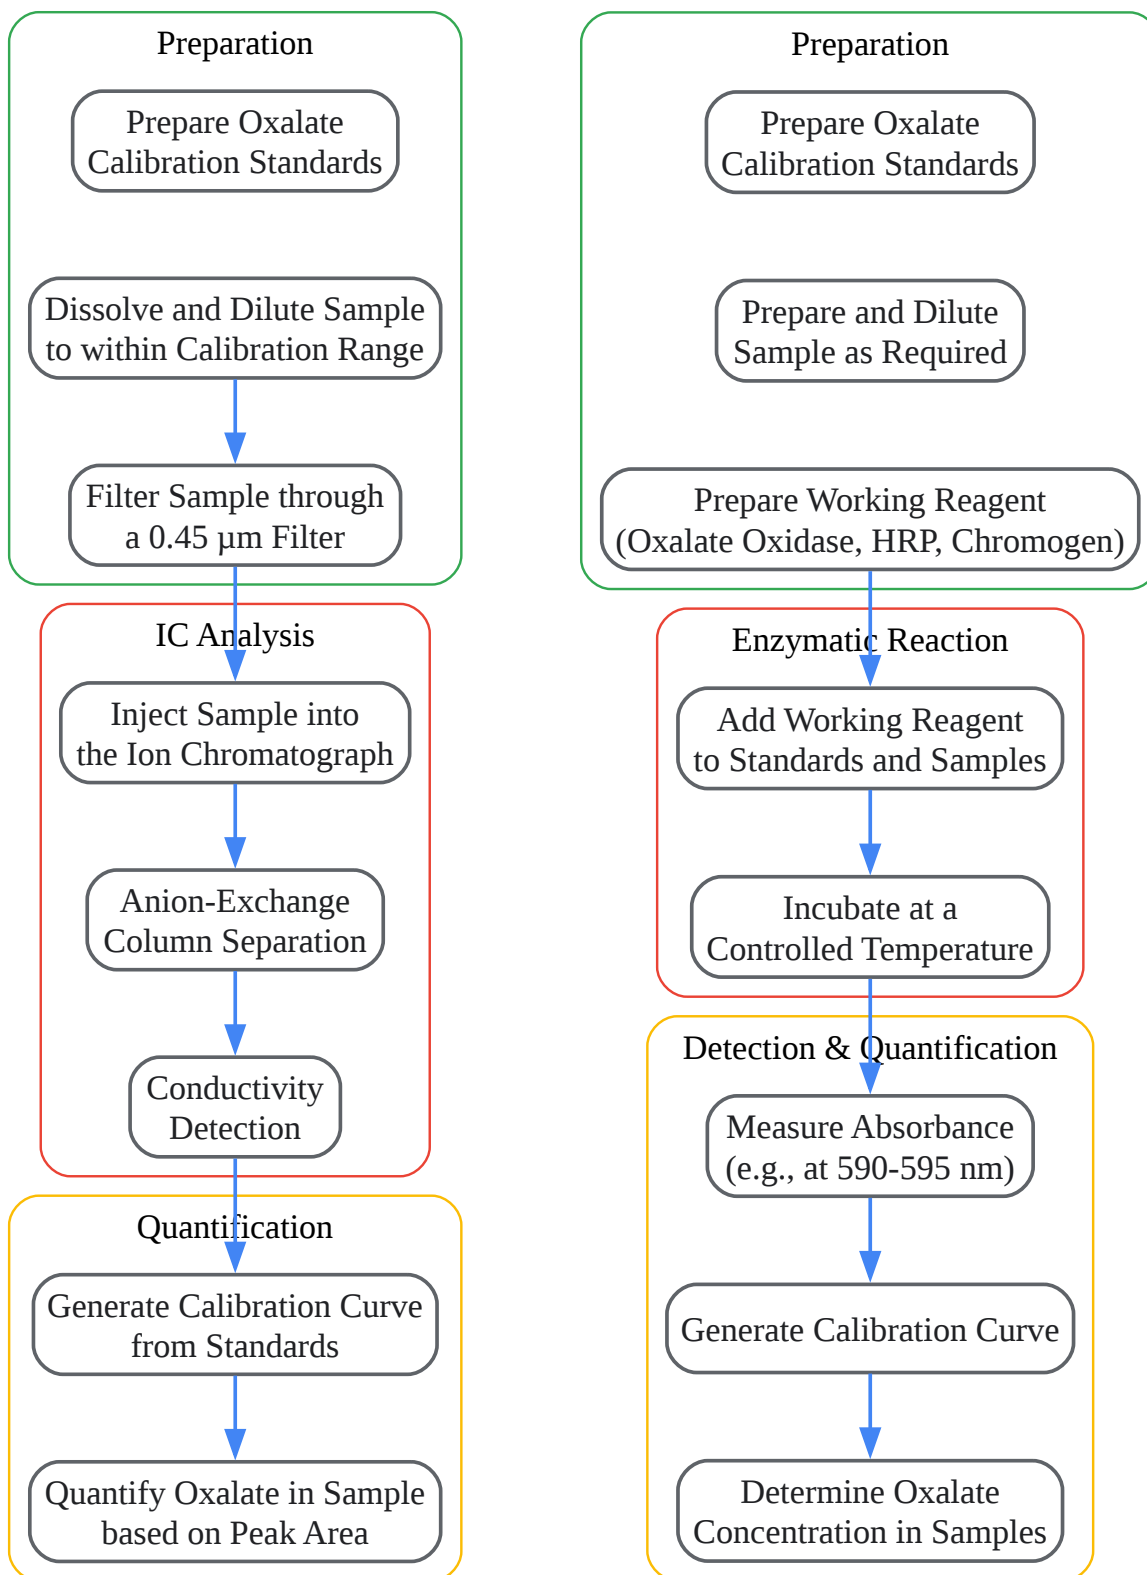 Preparation
Prepare Oxalate
Calibration Standards
Dissolve and Dilute Sample
to within Calibration Range
Filter Sample through
a 0.45 µm Filter
IC Analysis
Inject Sample into
the Ion Chromatograph
Anion-Exchange
Column Separation
Conductivity
Detection
Quantification
Generate Calibration Curve
from Standards
Quantify Oxalate in Sample
based on Peak Area
Preparation
Prepare Oxalate
Calibration Standards
Prepare and Dilute
Sample as Required
Prepare Working Reagent
(Oxalate Oxidase, HRP, Chromogen)
Enzymatic Reaction
Add Working Reagent
to Standards and Samples
Incubate at a
Controlled Temperature
Detection & Quantification
Measure Absorbance
(e.g., at 590-595 nm)
Generate Calibration Curve
Determine Oxalate
Concentration in Samples